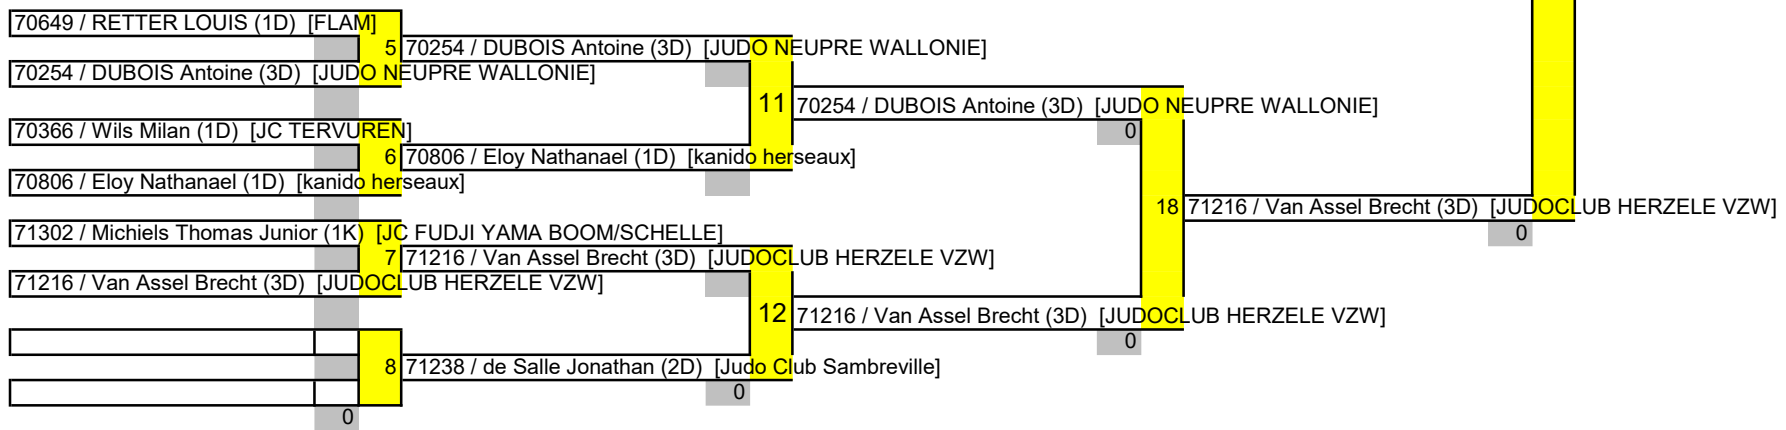 70649 / RETTER LOUIS (1D) [FLAM]
5 70254 / DUBOIS Antoine (3D) [JUDO NEUPRE WALLONIE]
70254 / DUBOIS Antoine (3D) [JUDO NEUPRE WALLONIE]
11 70254 / DUBOIS Antoine (3D) [JUDO NEUPRE WALLONIE]
70366 / Wils Milan (1D) [JC TERVUREN]
0
6 70806 / Eloy Nathanael (1D) [kanido herseaux]
70806 / Eloy Nathanael (1D) [kanido herseaux]
18 71216 / Van Assel Brecht (3D) [JUDOCLUB HERZELE VZW]
71302 / Michiels Thomas Junior (1K) [JC FUDJI YAMA BOOM/SCHELLE]
0
7 71216 / Van Assel Brecht (3D) [JUDOCLUB HERZELE VZW]
71216 / Van Assel Brecht (3D) [JUDOCLUB HERZELE VZW]
12 71216 / Van Assel Brecht (3D) [JUDOCLUB HERZELE VZW]
0
8 71238 / de Salle Jonathan (2D) [Judo Club Sambreville]
0
0